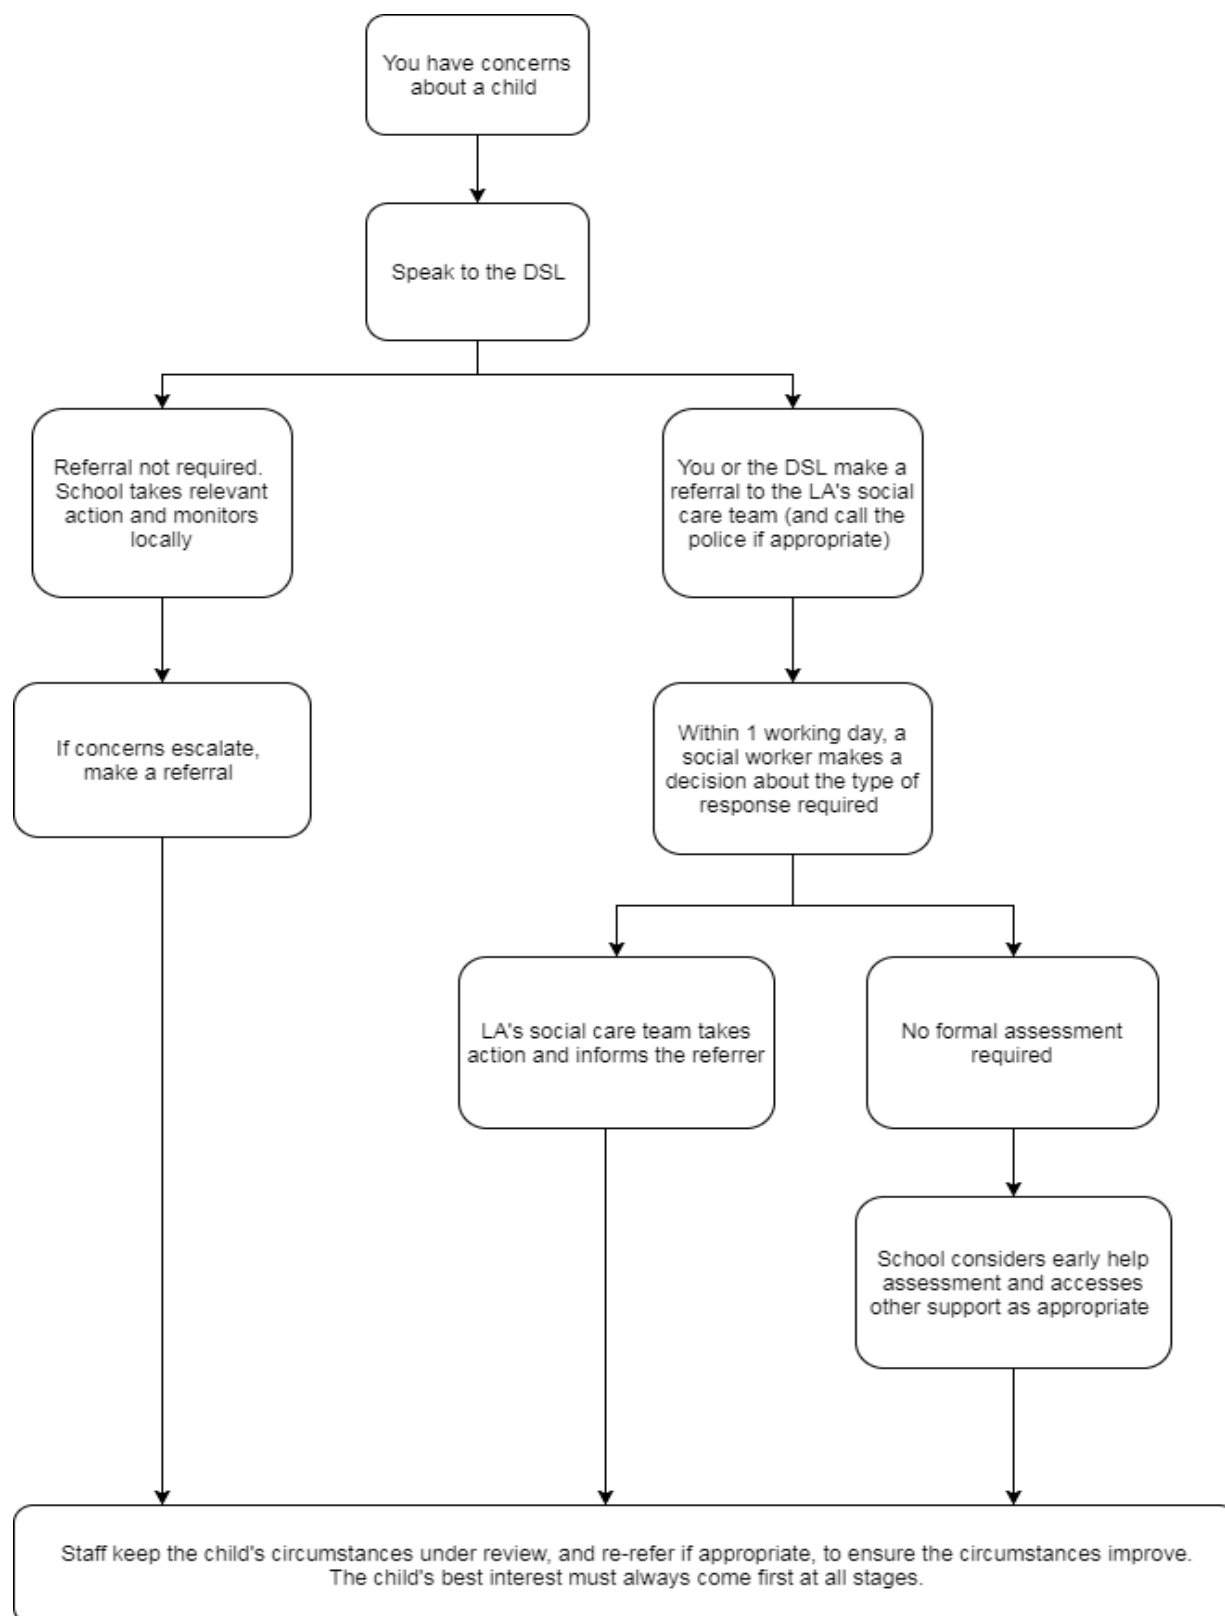 You have concerns
about a child
Speak to the DSL
Referral not required.
School takes relevant
action and monitors
locally
You or the DSL make a
referral to the LA's social
care team (and call the
police if appropriate)
If concerns escalate,
make a referral
Within 1 working day, a
social worker makes a
decision about the type of
response required
LA's social care team takes
action and informs the referrer
No formal assessment
required
School considers early help
assessment and accesses
other support as appropriate
Staff keep the child's circumstances under review, and re-refer if appropriate, to ensure the circumstances improve.
The child's best interest must always come first at all stages.